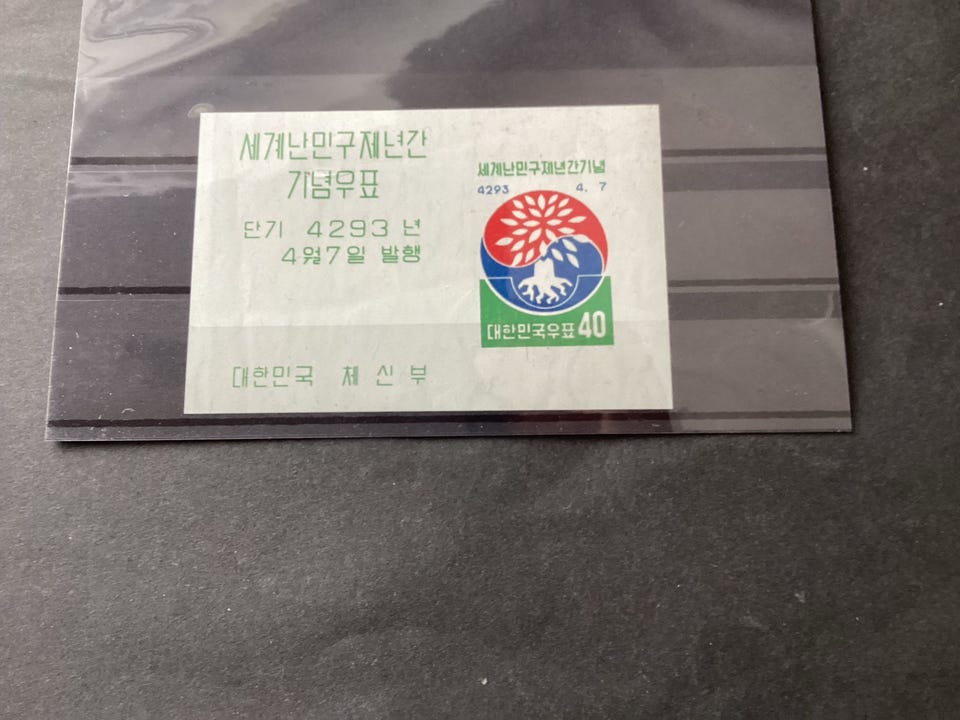 세계난민구제년간
기념우표
단기 4293 년
4월7일 발행
대한민국 체신부
세계난민구제년간기념
4293 4. 7
대한민국우표 40